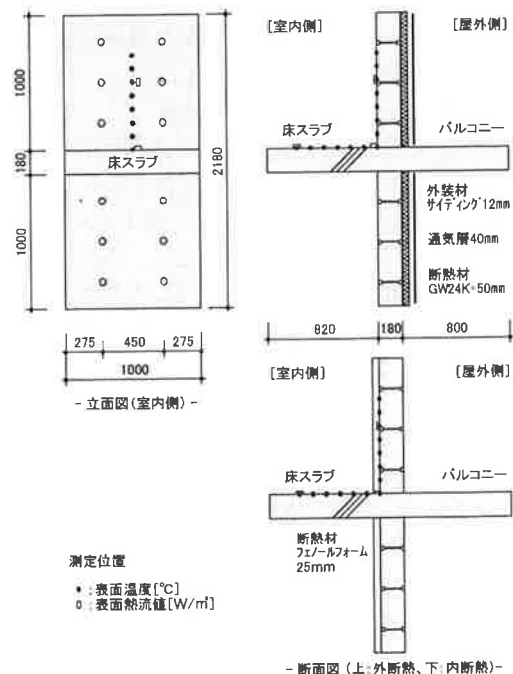 1000
180
1000
2180
床スラブ
275
450
275
1000
- 立面図(室内側) -
測定位置
●:表面温度[℃]
□:表面熱流値[W/㎡]
[室内側]
[屋外側]
床スラブ
バルコニー
外装材
サイディング12mm
通気層40mm
断熱材
GW24K・50mm
820
180
800
[室内側]
[屋外側]
床スラブ
バルコニー
断熱材
フェノールフォーム
25mm
- 断面図 (上:外断熱、下:内断熱)-